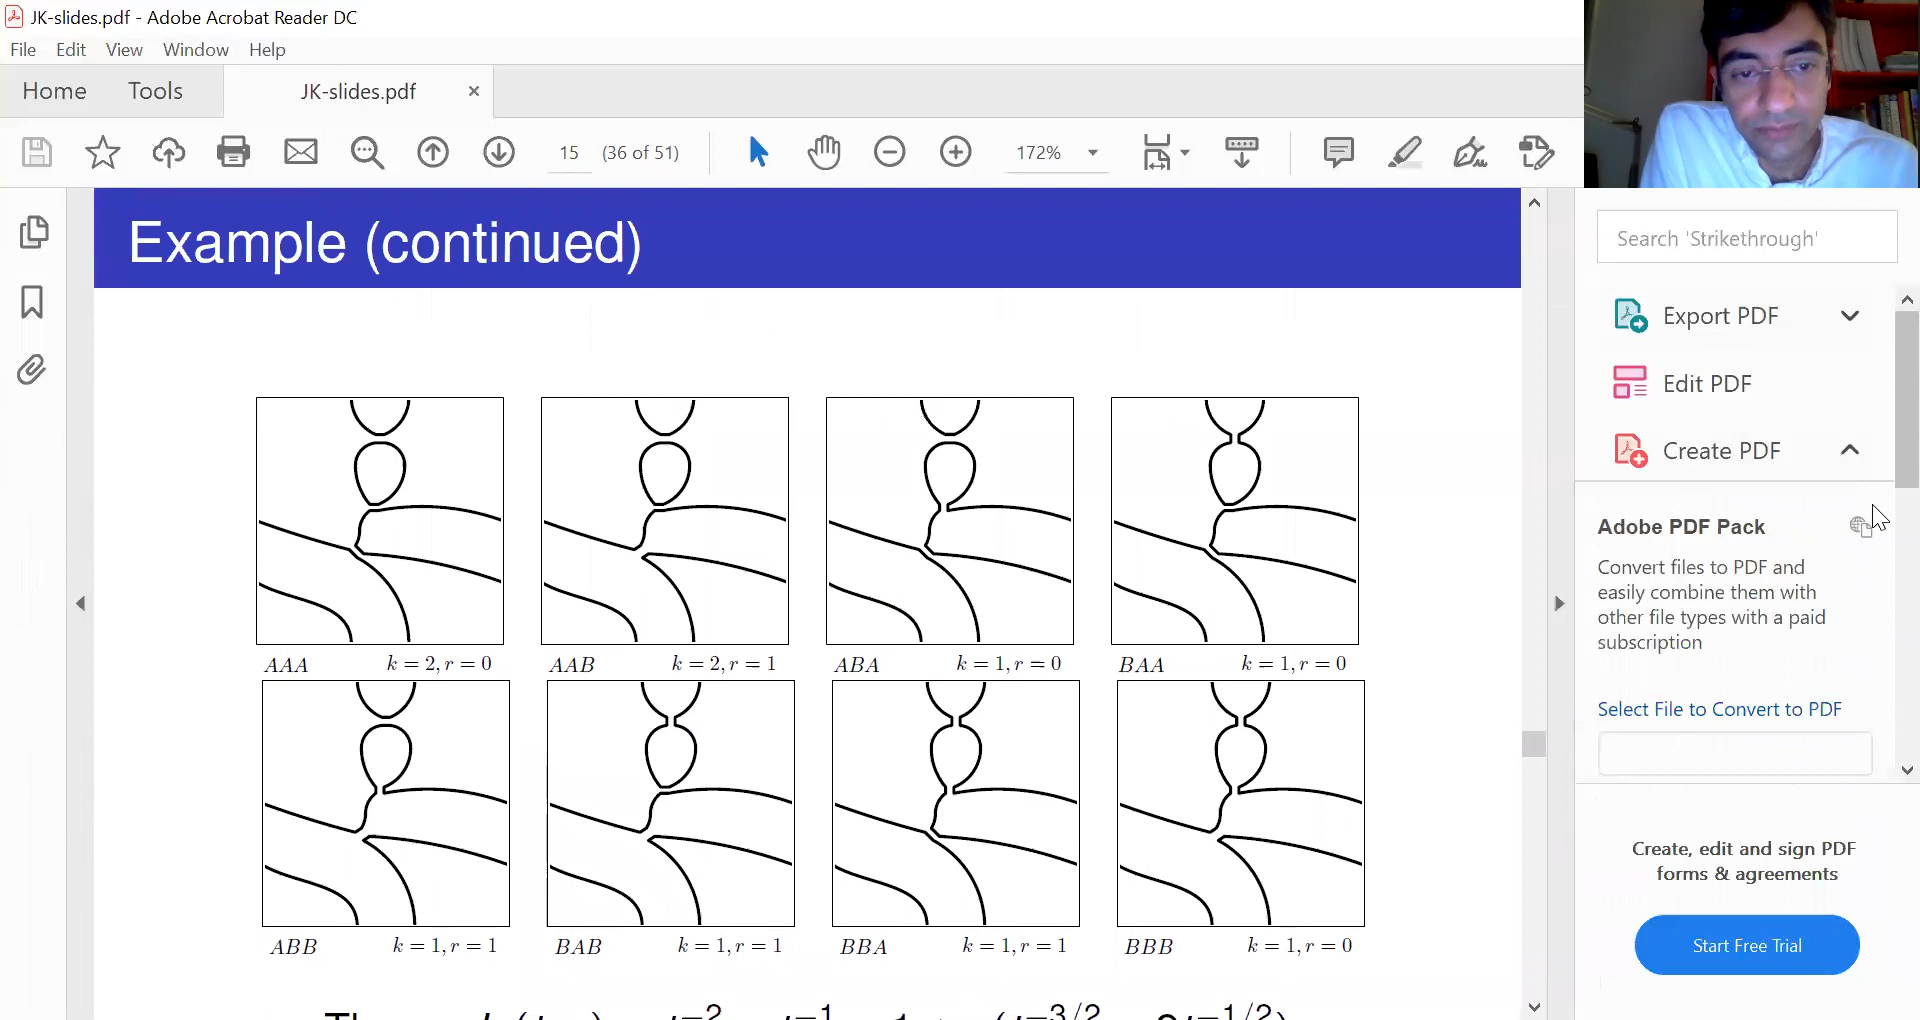 JK-slides.pdf - Adobe Acrobat Reader DC
File Edit View Window Help
Home Tools JK-slides.pdf ×
15 (36 of 51) 172%
Search 'Strikethrough'
Example (continued)
Export PDF
Edit PDF
Create PDF
Adobe PDF Pack
Convert files to PDF and
easily combine them with
other file types with a paid
subscription
Select File to Convert to PDF
Create, edit and sign PDF
forms & agreements
Start Free Trial
AAA k = 2, r = 0 AAB k = 2, r = 1 ABA k = 1, r = 0 BAA k = 1, r = 0
ABB k = 1, r = 1 BAB k = 1, r = 1 BBA k = 1, r = 1 BBB k = 1, r = 0